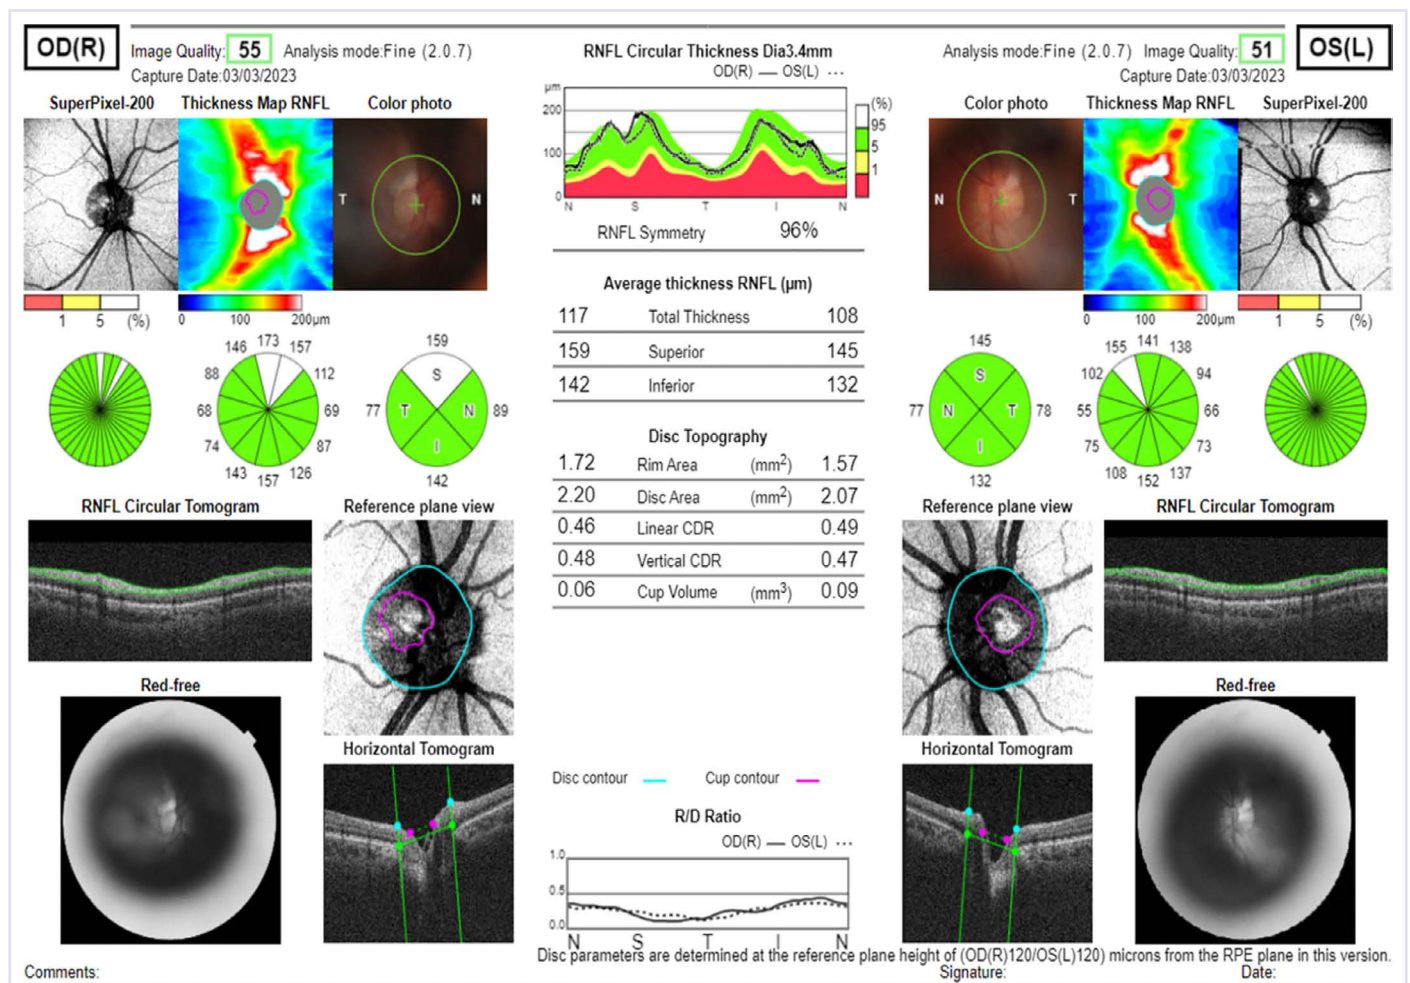 OD(R) Image Quality: 55 Analysis mode:Fine (2.0.7)
Capture Date:03/03/2023
SuperPixel-200 Thickness Map RNFL Color photo
T N
1 5 (%) 0 100 200μm
146 173 157
88 112
68 69
74 87
143 157 126
159
S
77 T N 89
I
142
RNFL Circular Tomogram Reference plane view
Red-free
Horizontal Tomogram
RNFL Circular Thickness Dia3.4mm
OD(R) OS(L)
μm (%)
200 95
100 5
1
0
N S T I N
RNFL Symmetry 96%
Average thickness RNFL (μm)
117 Total Thickness 108
159 Superior 145
142 Inferior 132
Disc Topography
1.72 Rim Area (mm2) 1.57
2.20 Disc Area (mm2) 2.07
0.46 Linear CDR 0.49
0.48 Vertical CDR 0.47
0.06 Cup Volume (mm3) 0.09
Disc contour Cup contour
R/D Ratio
OD(R) OS(L)
1.0
0.5
0.0
N S T I N
Analysis mode:Fine (2.0.7) Image Quality: 51 OS(L)
Capture Date:03/03/2023
Color photo Thickness Map RNFL SuperPixel-200
N T
0 100 200μm 1 5 (%)
145
S
77 N T 78
I
132
155 141 138
102 94
55 66
75 73
108 152 137
Reference plane view RNFL Circular Tomogram
Red-free
Horizontal Tomogram
Disc parameters are determined at the reference plane height of (OD(R)120/OS(L)120) microns from the RPE plane in this version.
Comments: Signature: Date: